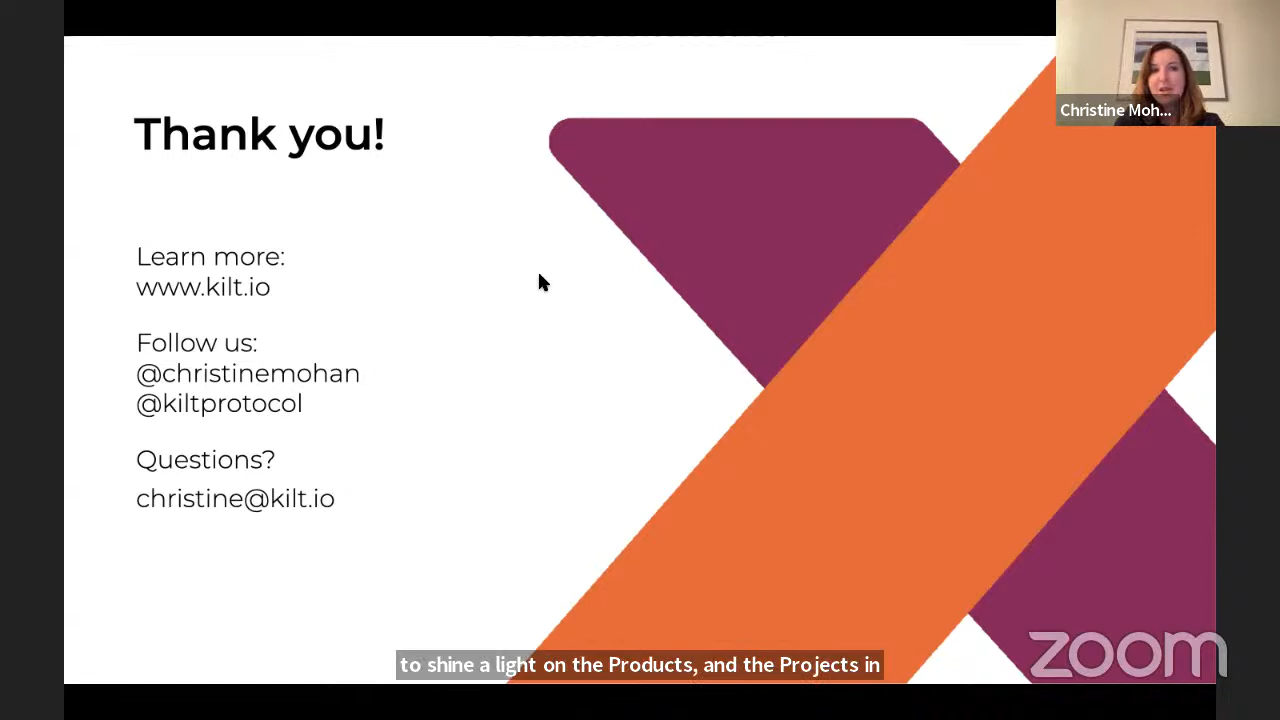 Thank you!
Learn more:
www.kilt.io
Follow us:
@christinemohan
@kiltprotocol
Questions?
christine@kilt.io
Christine Moh...
to shine a light on the Products, and the Projects in
zoom